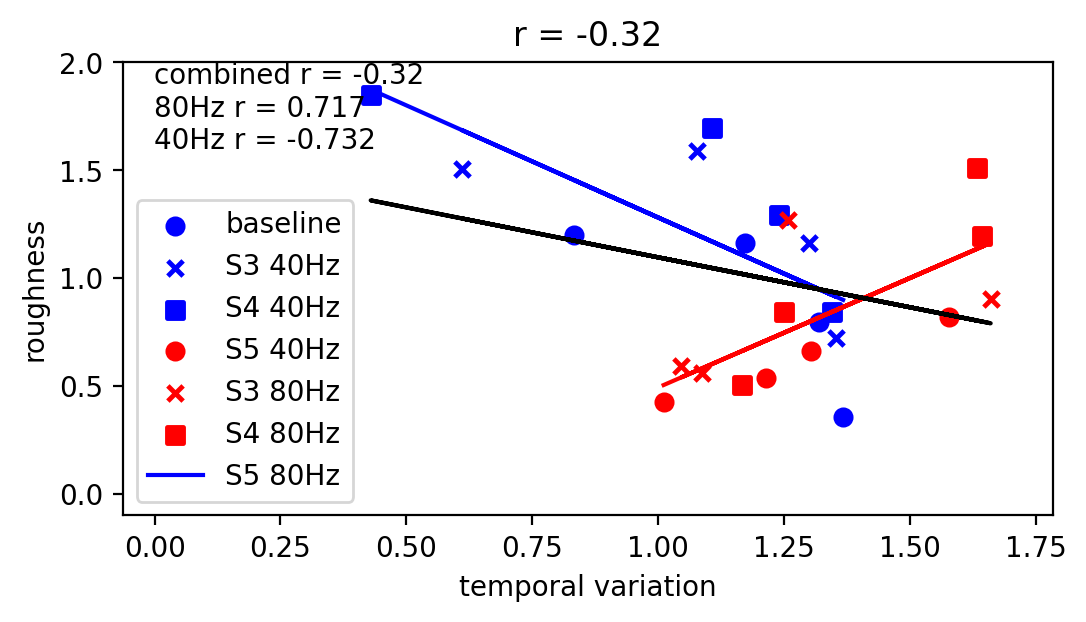 r = -0.32
combined r = -0.32
80Hz r = 0.717
40Hz r = -0.732
2.0
1.5
1.0
0.5
0.0
roughness
baseline
S3 40Hz
S4 40Hz
S5 40Hz
S3 80Hz
S4 80Hz
S5 80Hz
0.00 0.25 0.50 0.75 1.00 1.25 1.50 1.75
temporal variation